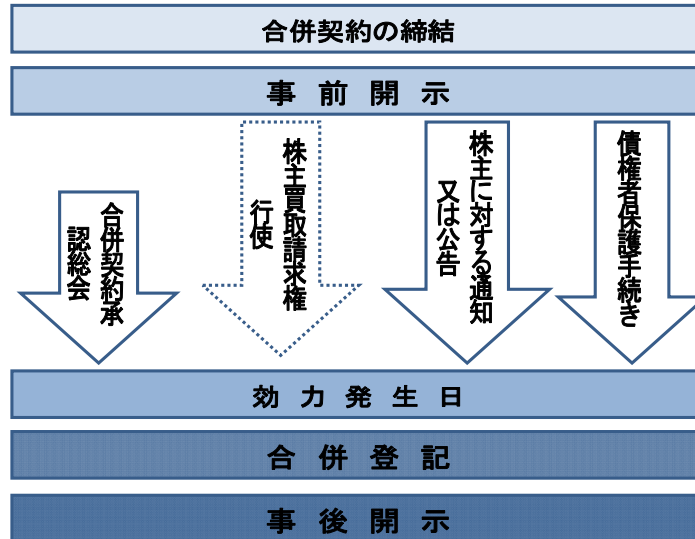 合併契約の締結
事前開示
合併契約承
認総会
株主買取請求権
行使
株主に対する通知
又は公告
債権者保護手続き
効力発生日
合併登記
事後開示